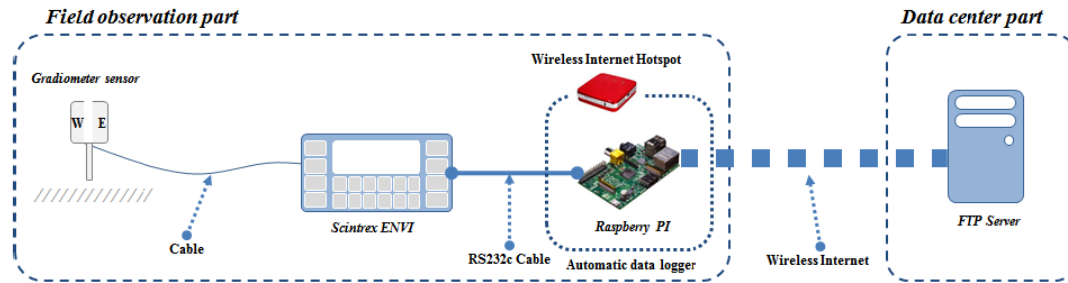 Field observation part
Data center part
Wireless Internet Hotspot
Gradiometer sensor
W E
Scintrex ENVI
Raspberry PI
FTP Server
Cable
RS232c Cable
Automatic data logger
Wireless Internet